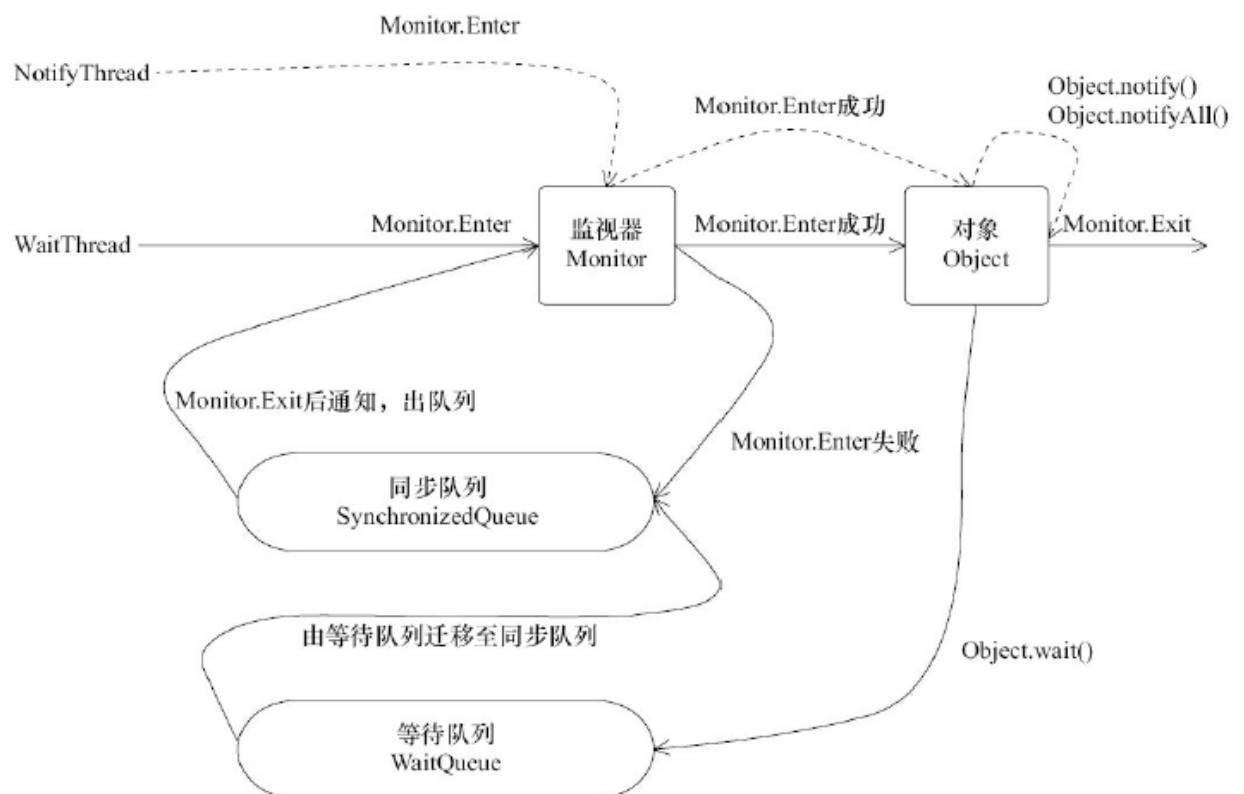 Monitor.Enter
NotifyThread
Object.notify()
Object.notifyAll()
Monitor.Enter成功
WaitThread
Monitor.Enter
监视器
Monitor
Monitor.Enter成功
对象
Object
Monitor.Exit
Monitor.Exit后通知，出队列
Monitor.Enter失败
同步队列
SynchronizedQueue
由等待队列迁移至同步队列
Object.wait()
等待队列
WaitQueue